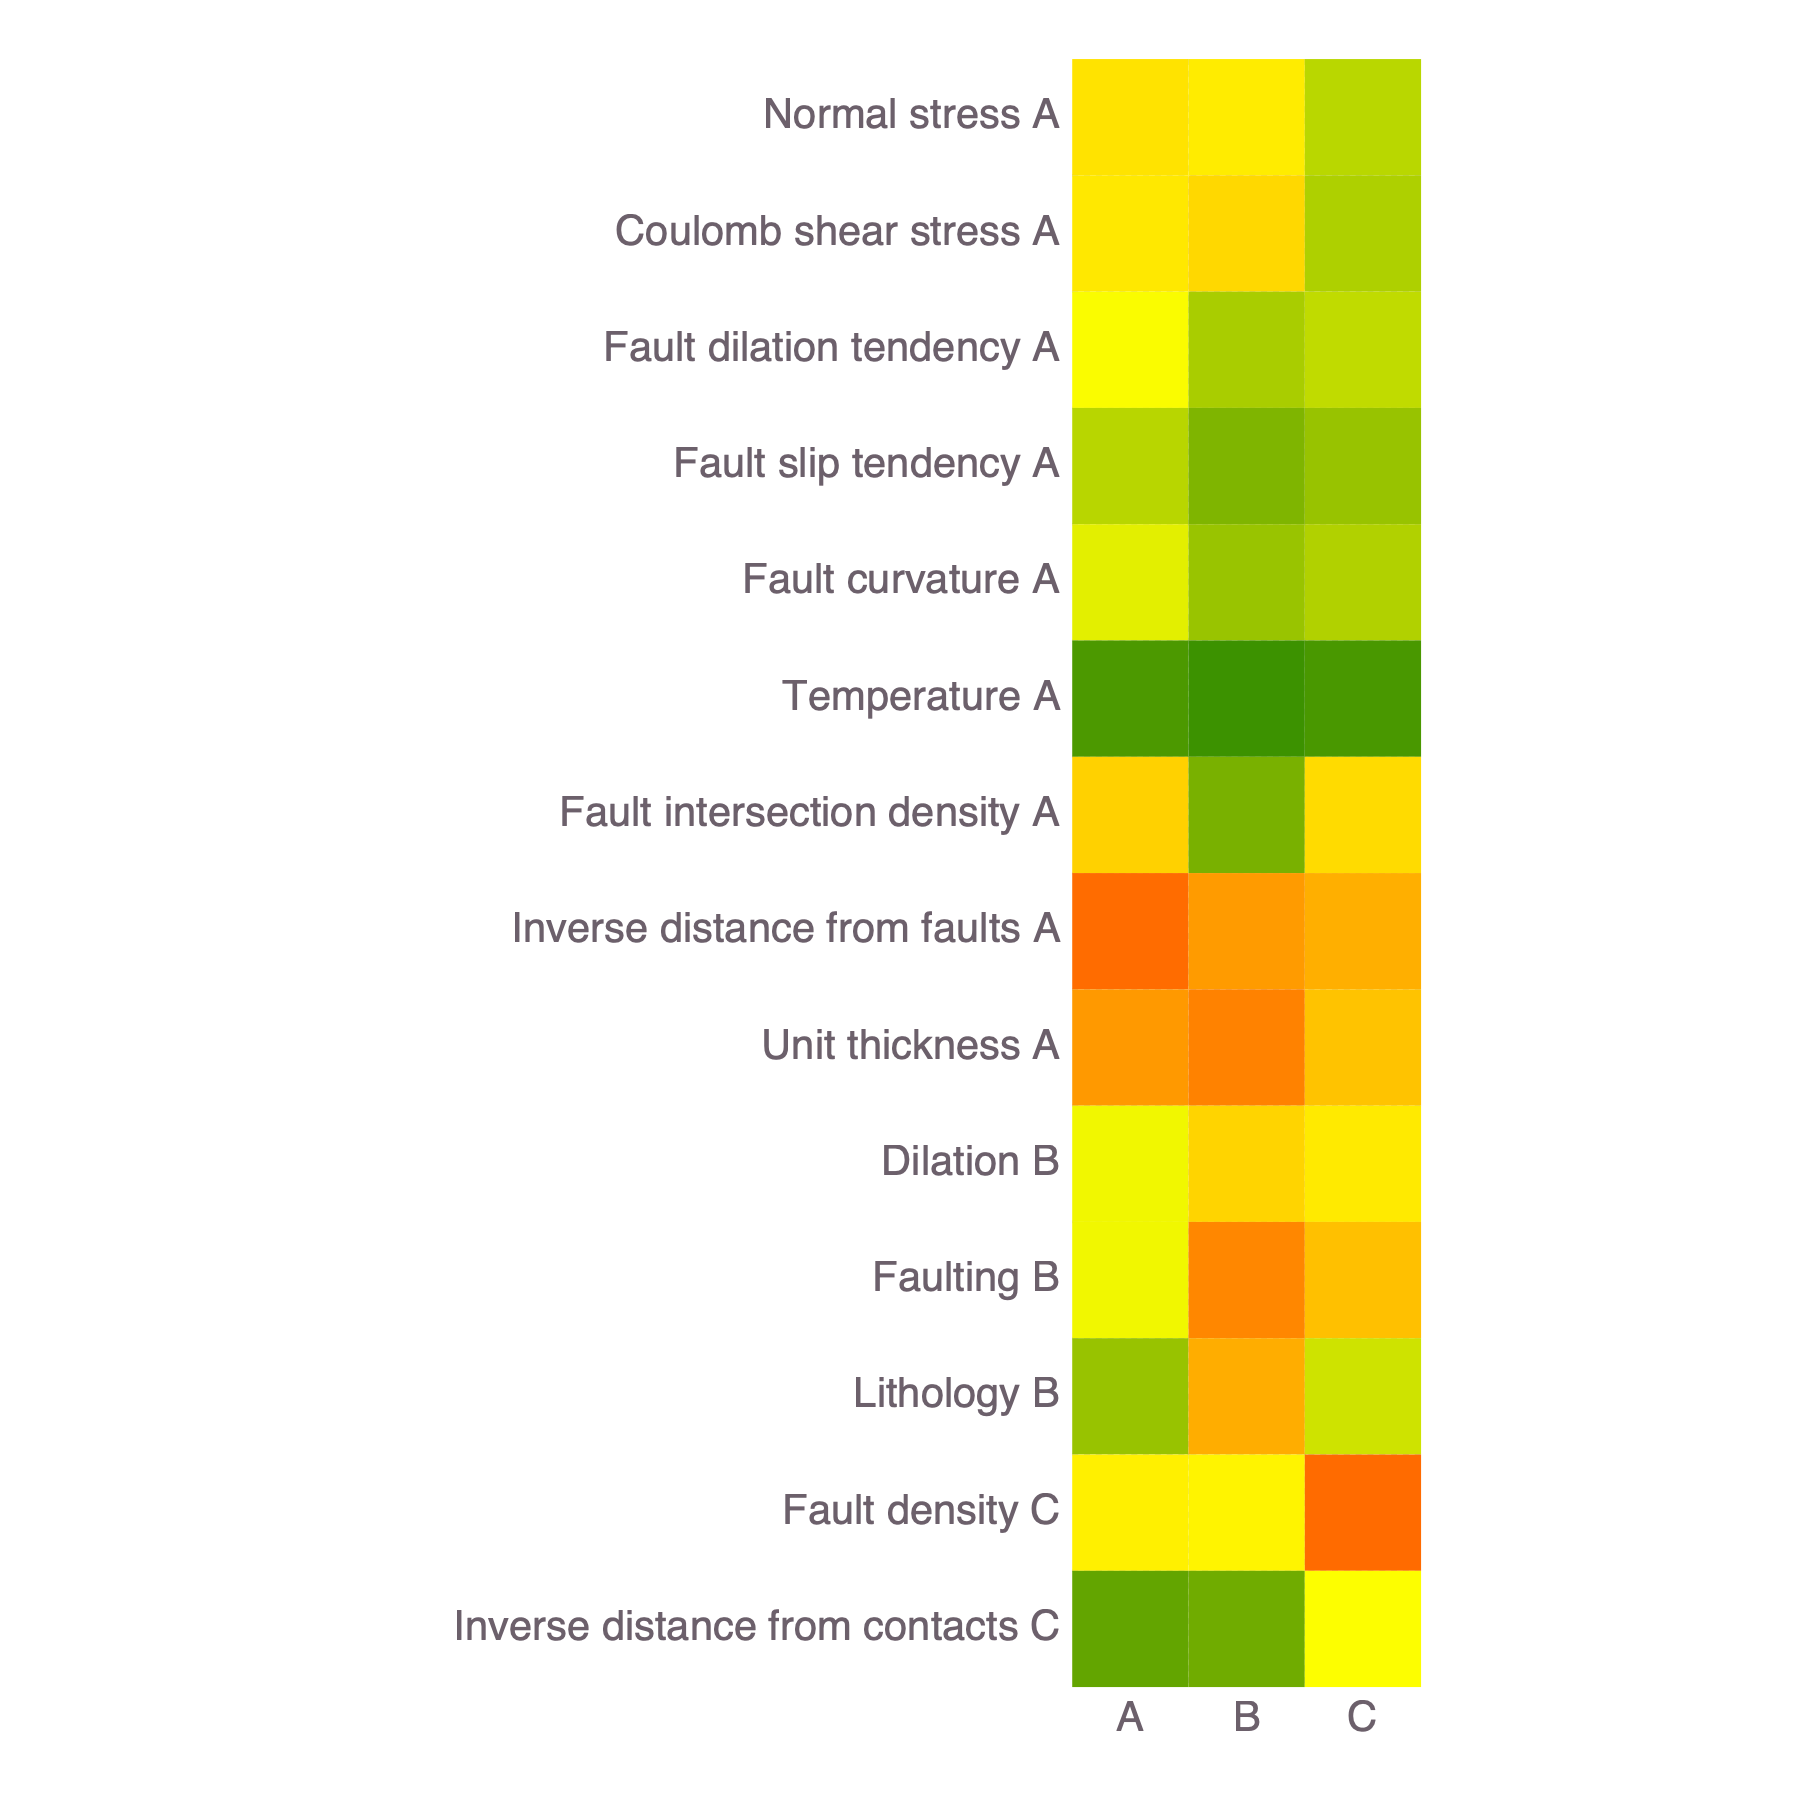 Normal stress A
Coulomb shear stress A
Fault dilation tendency A
Fault slip tendency A
Fault curvature A
Temperature A
Fault intersection density A
Inverse distance from faults A
Unit thickness A
Dilation B
Faulting B
Lithology B
Fault density C
Inverse distance from contacts C
A B C